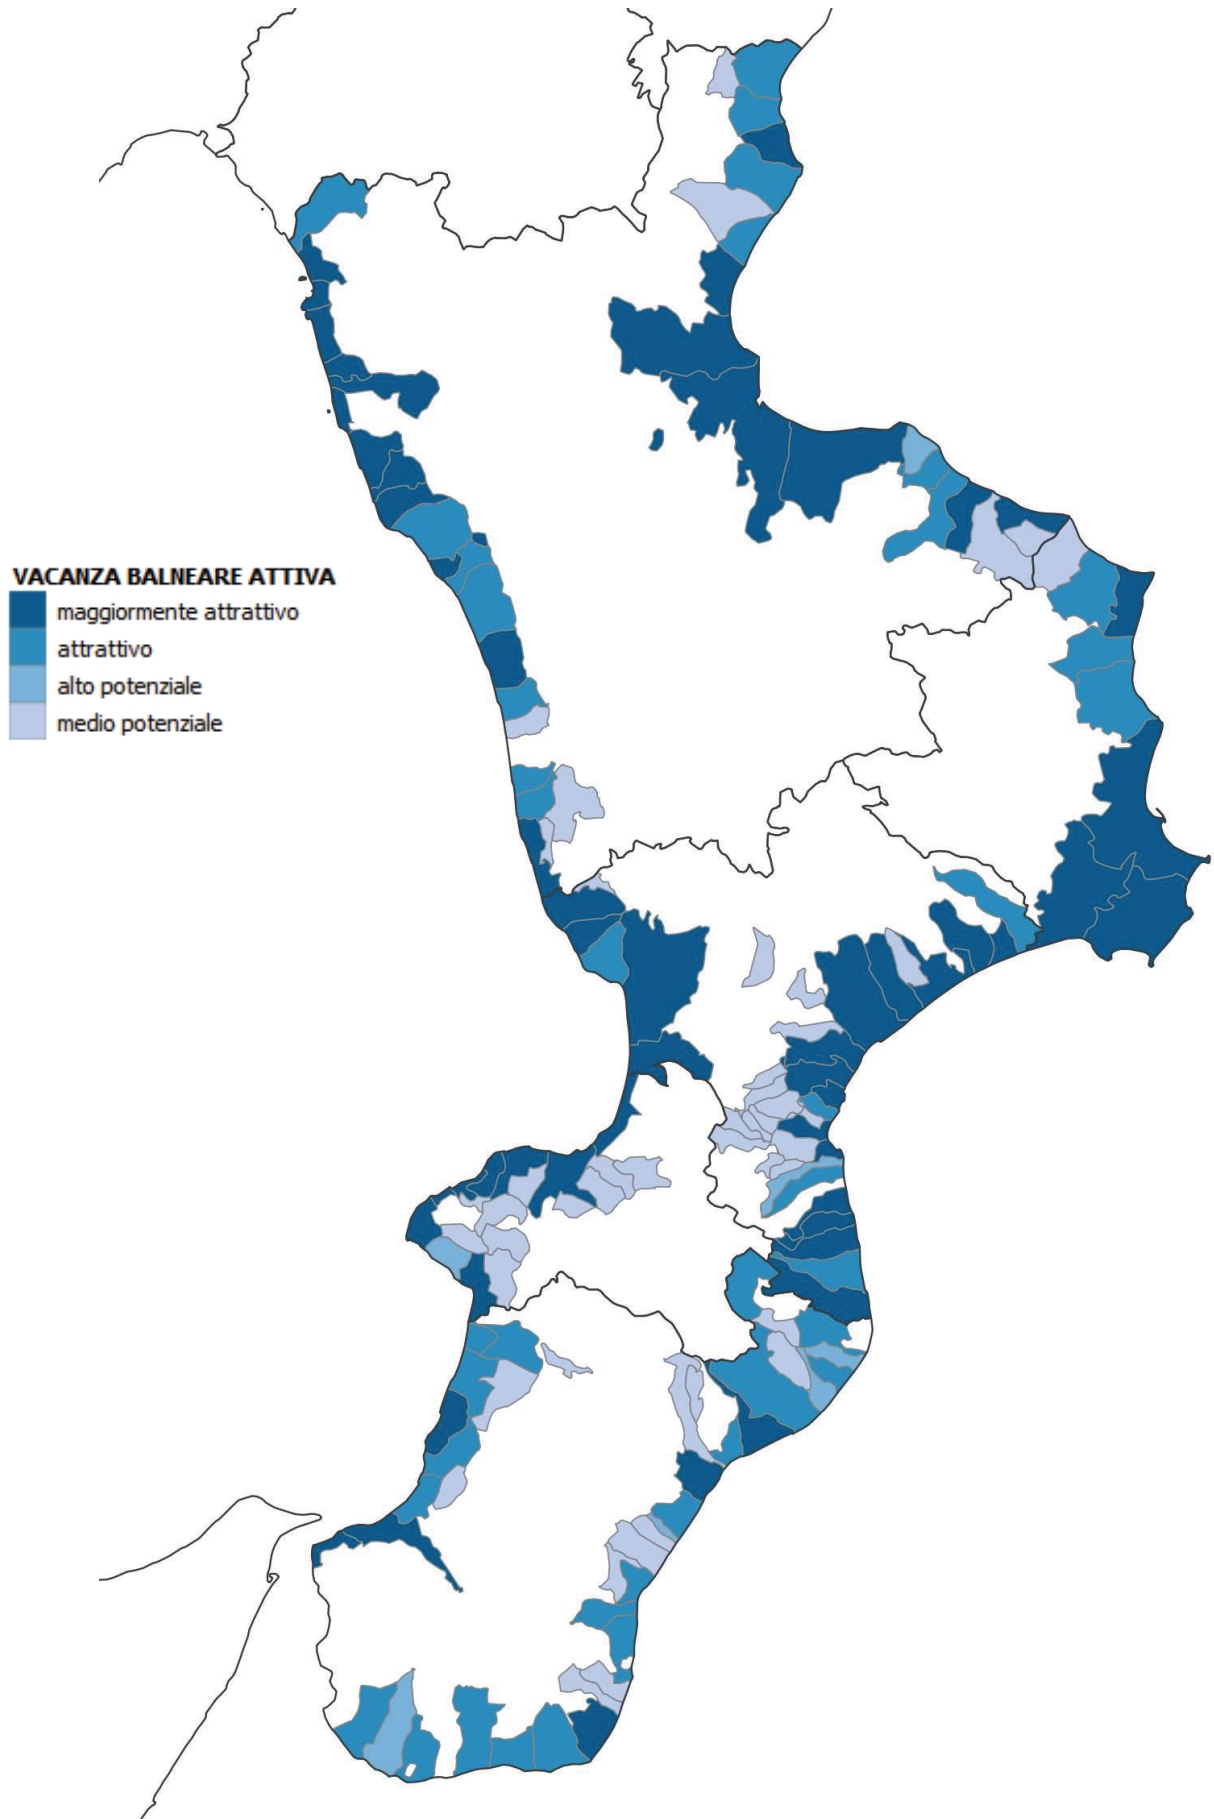 VACANZA BALNEARE ATTIVA
maggiormente attrattivo
attrattivo
alto potenziale
medio potenziale